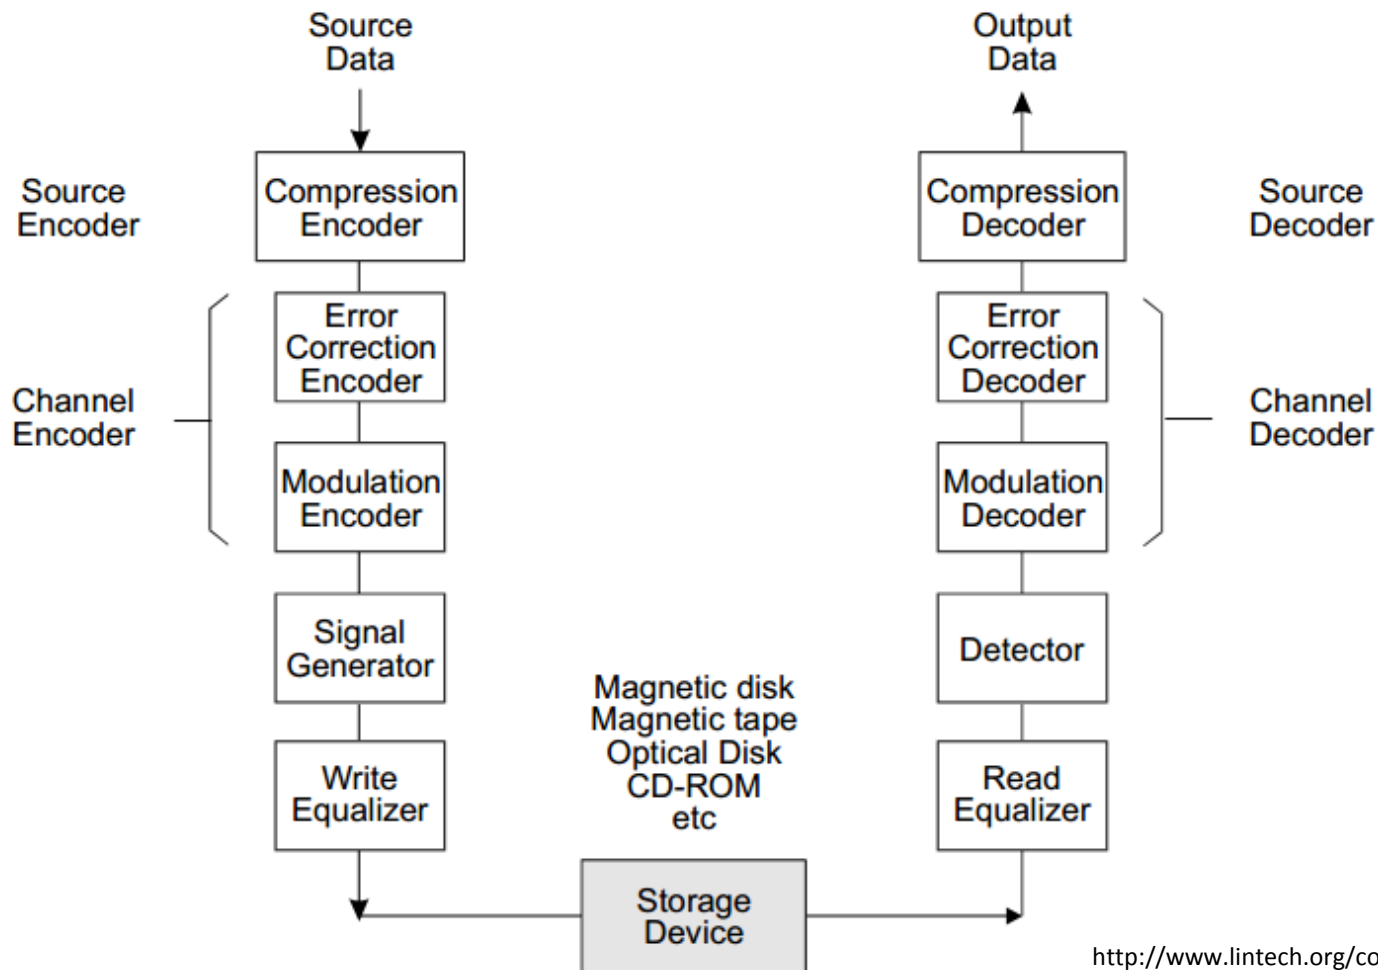 Source
Data
Output
Data
Source
Encoder
Compression
Encoder
Compression
Decoder
Source
Decoder
Channel
Encoder
Error
Correction
Encoder
Error
Correction
Decoder
Channel
Decoder
Modulation
Encoder
Modulation
Decoder
Signal
Generator
Detector
Magnetic disk
Magnetic tape
Optical Disk
CD-ROM
etc
Write
Equalizer
Read
Equalizer
Storage
Device
http://www.lintech.org/co